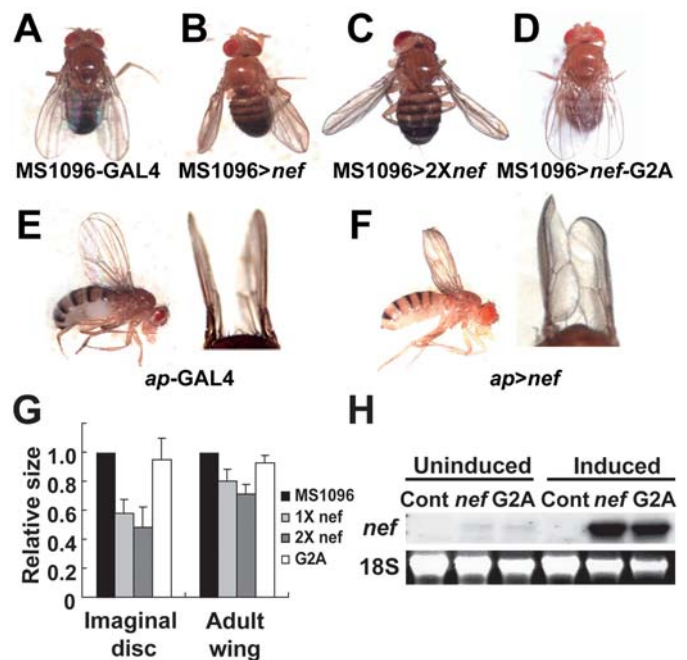 A B C D
MS1096-GAL4 MS1096>nef MS1096>2Xnef MS1096>nef-G2A
E F
ap-GAL4 ap>nef
G
Relative size
1.0
0.8
0.6
0.4
0.2
0
Imaginal disc
Adult wing
MS1096
1X nef
2X nef
G2A
H
Uninduced Induced
Cont nef G2A Cont nef G2A
nef
18S